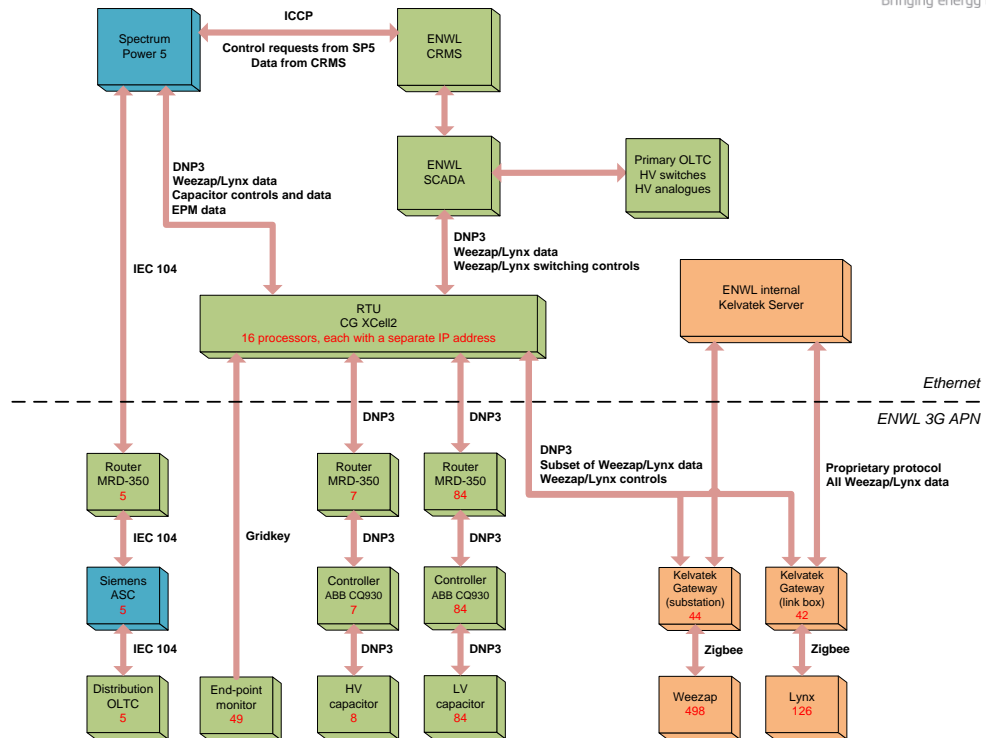 Bringing energy
ICCP
Spectrum
Power 5
Control requests from SP5
Data from CRMS
ENWL
CRMS
DNP3
Weezap/Lynx data
Capacitor controls and data
EPM data
ENWL
SCADA
Primary OLTC
HV switches
HV analogues
IEC 104
DNP3
Weezap/Lynx data
Weezap/Lynx switching controls
RTU
CG XCell2
16 processors, each with a separate IP address
ENWL internal
Kelvatek Server
Ethernet
ENWL 3G APN
DNP3
DNP3
DNP3
Subset of Weezap/Lynx data
Weezap/Lynx controls
Proprietary protocol
All Weezap/Lynx data
Router
MRD-350
5
Router
MRD-350
7
Router
MRD-350
84
IEC 104
Gridkey
DNP3
DNP3
Siemens
ASC
5
Controller
ABB CQ930
7
Controller
ABB CQ930
84
Kelvatek
Gateway
(substation)
44
Kelvatek
Gateway
(link box)
42
IEC 104
DNP3
DNP3
Zigbee
Zigbee
Distribution
OLTC
5
End-point
monitor
49
HV
capacitor
8
LV
capacitor
84
Weezap
498
Lynx
126